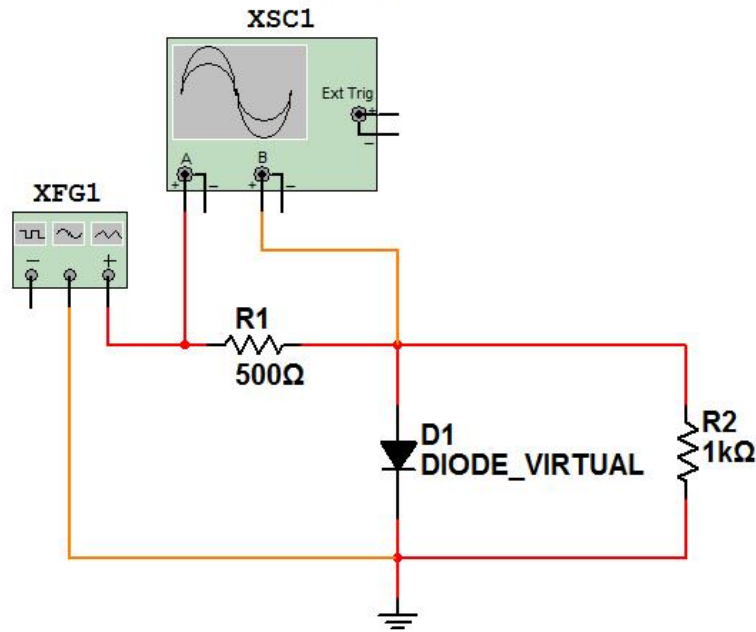 XSC1
Ext Trig
+
−
A
B
+
−
+
−
XFG1
−
+
R1
500Ω
D1
DIODE_VIRTUAL
R2
1kΩ